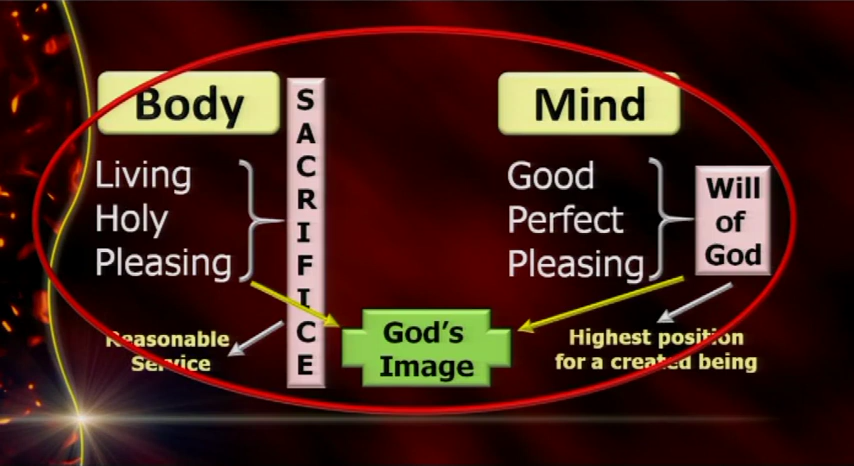 Body
Living
Holy
Pleasing
SACRIFICE
Reasonable
Service
Mind
Good
Perfect
Pleasing
Will
of
God
God's
Image
Highest position
for a created being